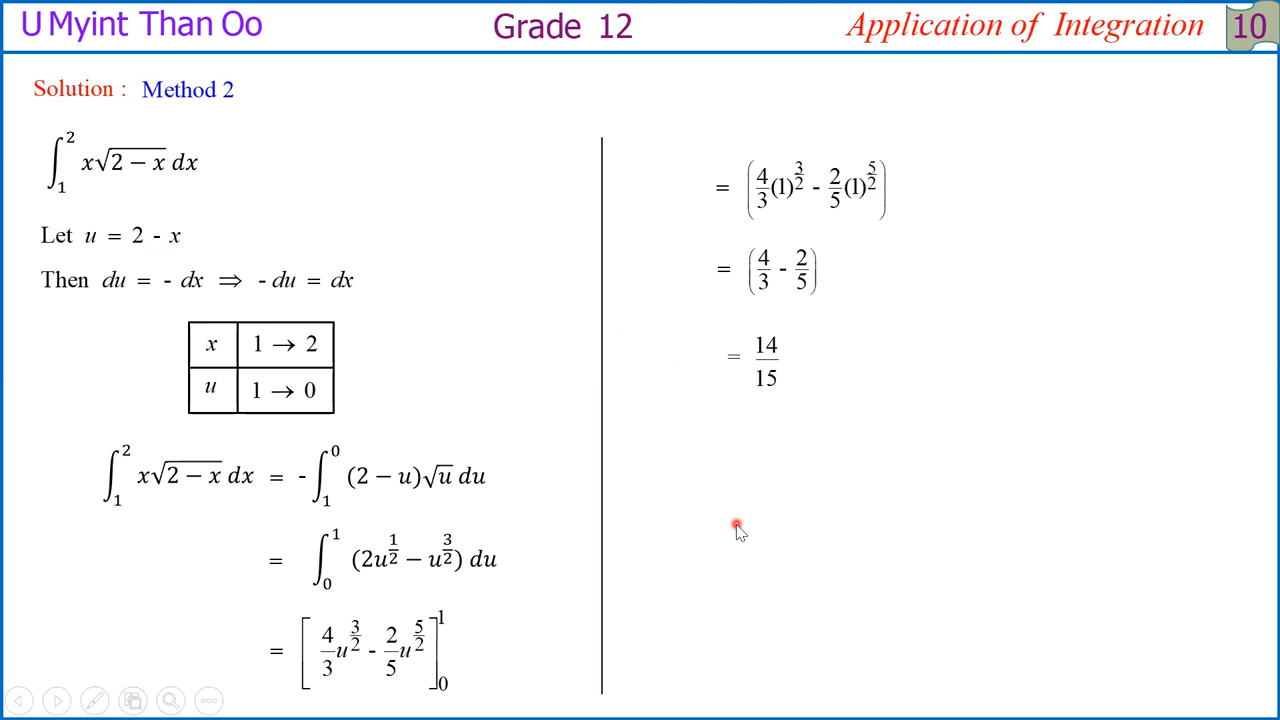 U Myint Than Oo
Grade 12
Application of Integration
10
Solution : Method 2
∫₁² x√(2 − x) dx
Let u = 2 - x
Then du = - dx ⇒ - du = dx
x 1 → 2
u 1 → 0
∫₁² x√(2 − x) dx = - ∫₁⁰ (2 − u)√u du
= ∫₀¹ (2u^(1/2) − u^(3/2)) du
= [4/3 u^(3/2) - 2/5 u^(5/2)]₀¹
= (4/3 (1)^(3/2) - 2/5 (1)^(5/2))
= (4/3 - 2/5)
= 14/15